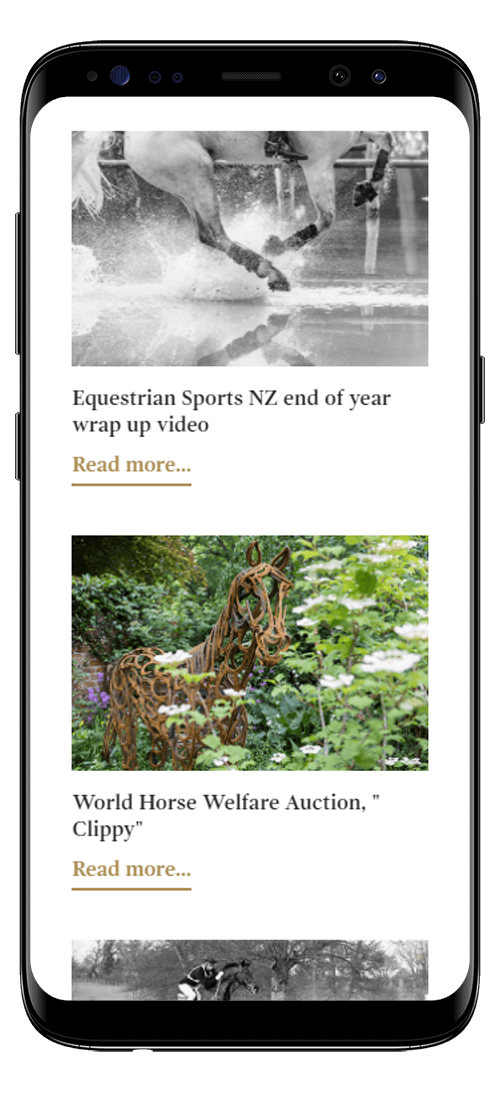 Equestrian Sports NZ end of year
wrap up video
Read more...
World Horse Welfare Auction, "
Clippy"
Read more...